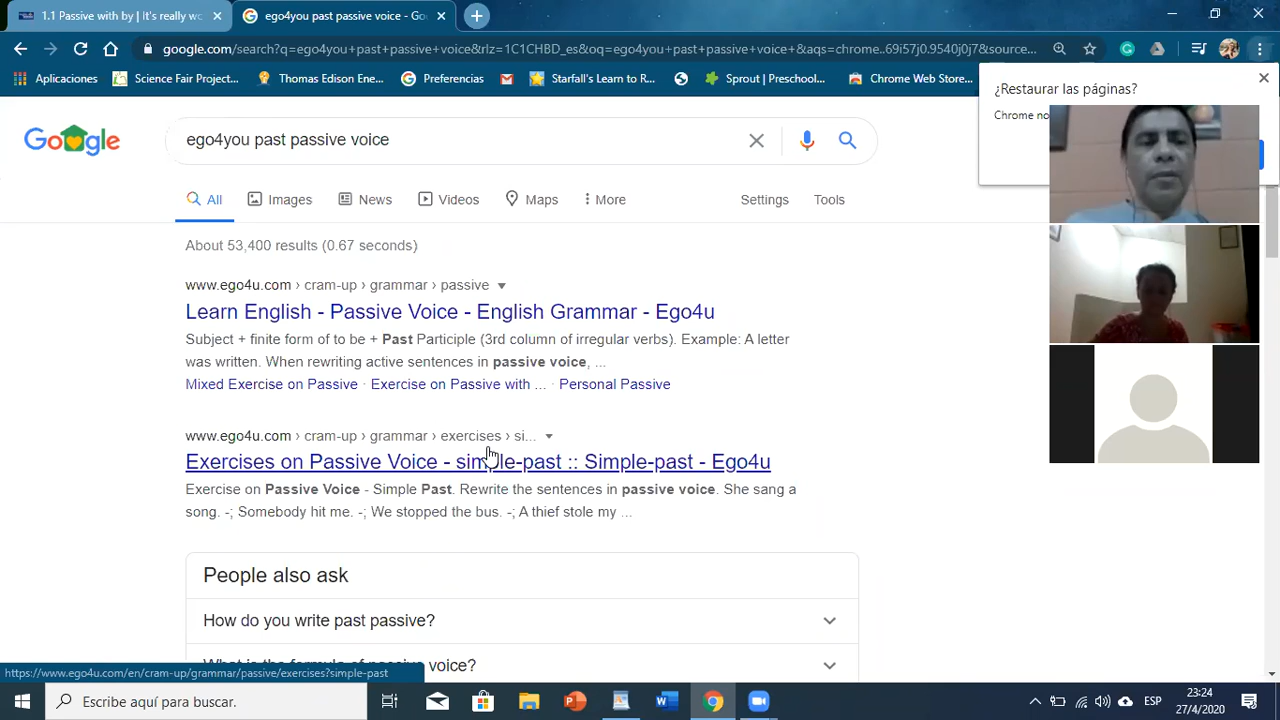 1.1 Passive with by | It's really wo
ego4you past passive voice - Go
google.com/search?q=ego4you+past+passive+voice&rlz=1C1CHBD_es&oq=ego4you+past+passive+voice+&aqs=chrome..69i57j0.9540j0j7&source...
Aplicaciones
Science Fair Project...
Thomas Edison Ene...
Preferencias
Starfall's Learn to R...
Sprout | Preschool...
Chrome Web Store...
¿Restaurar las páginas?
Chrome no
Google
ego4you past passive voice
All
Images
News
Videos
Maps
More
Settings
Tools
About 53,400 results (0.67 seconds)
www.ego4u.com › cram-up › grammar › passive
Learn English - Passive Voice - English Grammar - Ego4u
Subject + finite form of to be + Past Participle (3rd column of irregular verbs). Example: A letter
was written. When rewriting active sentences in passive voice, ...
Mixed Exercise on Passive · Exercise on Passive with ... · Personal Passive
www.ego4u.com › cram-up › grammar › exercises › si...
Exercises on Passive Voice - simple-past :: Simple-past - Ego4u
Exercise on Passive Voice - Simple Past. Rewrite the sentences in passive voice. She sang a
song. -; Somebody hit me. -; We stopped the bus. -; A thief stole my ...
People also ask
How do you write past passive?
What is the formula of passive voice?
https://www.ego4u.com/en/cram-up/grammar/passive/exercises?simple-past
Escribe aquí para buscar.
ESP
23:24
27/4/2020